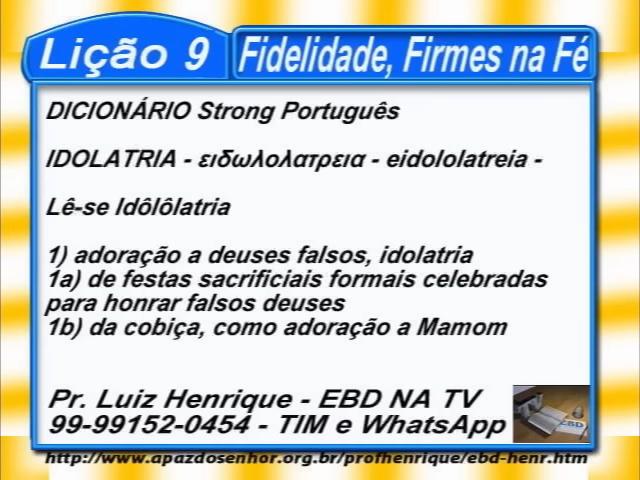 Lição 9
Fidelidade, Firmes na Fé
DICIONÁRIO Strong Português
IDOLATRIA - ειδωλολατρεια - eidololatreia -
Lê-se Idôlôlatria
1) adoração a deuses falsos, idolatria
1a) de festas sacrificiais formais celebradas
para honrar falsos deuses
1b) da cobiça, como adoração a Mamom
Pr. Luiz Henrique - EBD NA TV
99-99152-0454 - TIM e WhatsApp
EBD
http://www.apazdosenhor.org.br/profhenrique/ebd-henr.htm